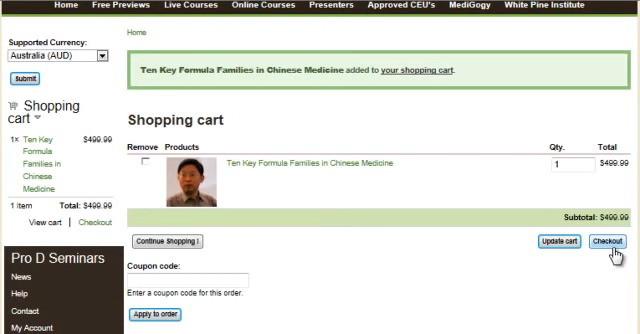 Home Free Previews Live Courses Online Courses Presenters Approved CEU's MediGogy White Pine Institute
Supported Currency:
Australia (AUD)
Submit
Shopping cart
1x Ten Key Formula Families in Chinese Medicine $499.99
1 Item Total: $499.99
View cart | Checkout
Pro D Seminars
News
Help
Contact
My Account
Home
Ten Key Formula Families in Chinese Medicine added to your shopping cart.
Shopping cart
Remove Products Qty. Total
Ten Key Formula Families in Chinese Medicine 1 $499.99
Subtotal: $499.99
Continue Shopping ! Update cart Checkout
Coupon code:
Enter a coupon code for this order.
Apply to order